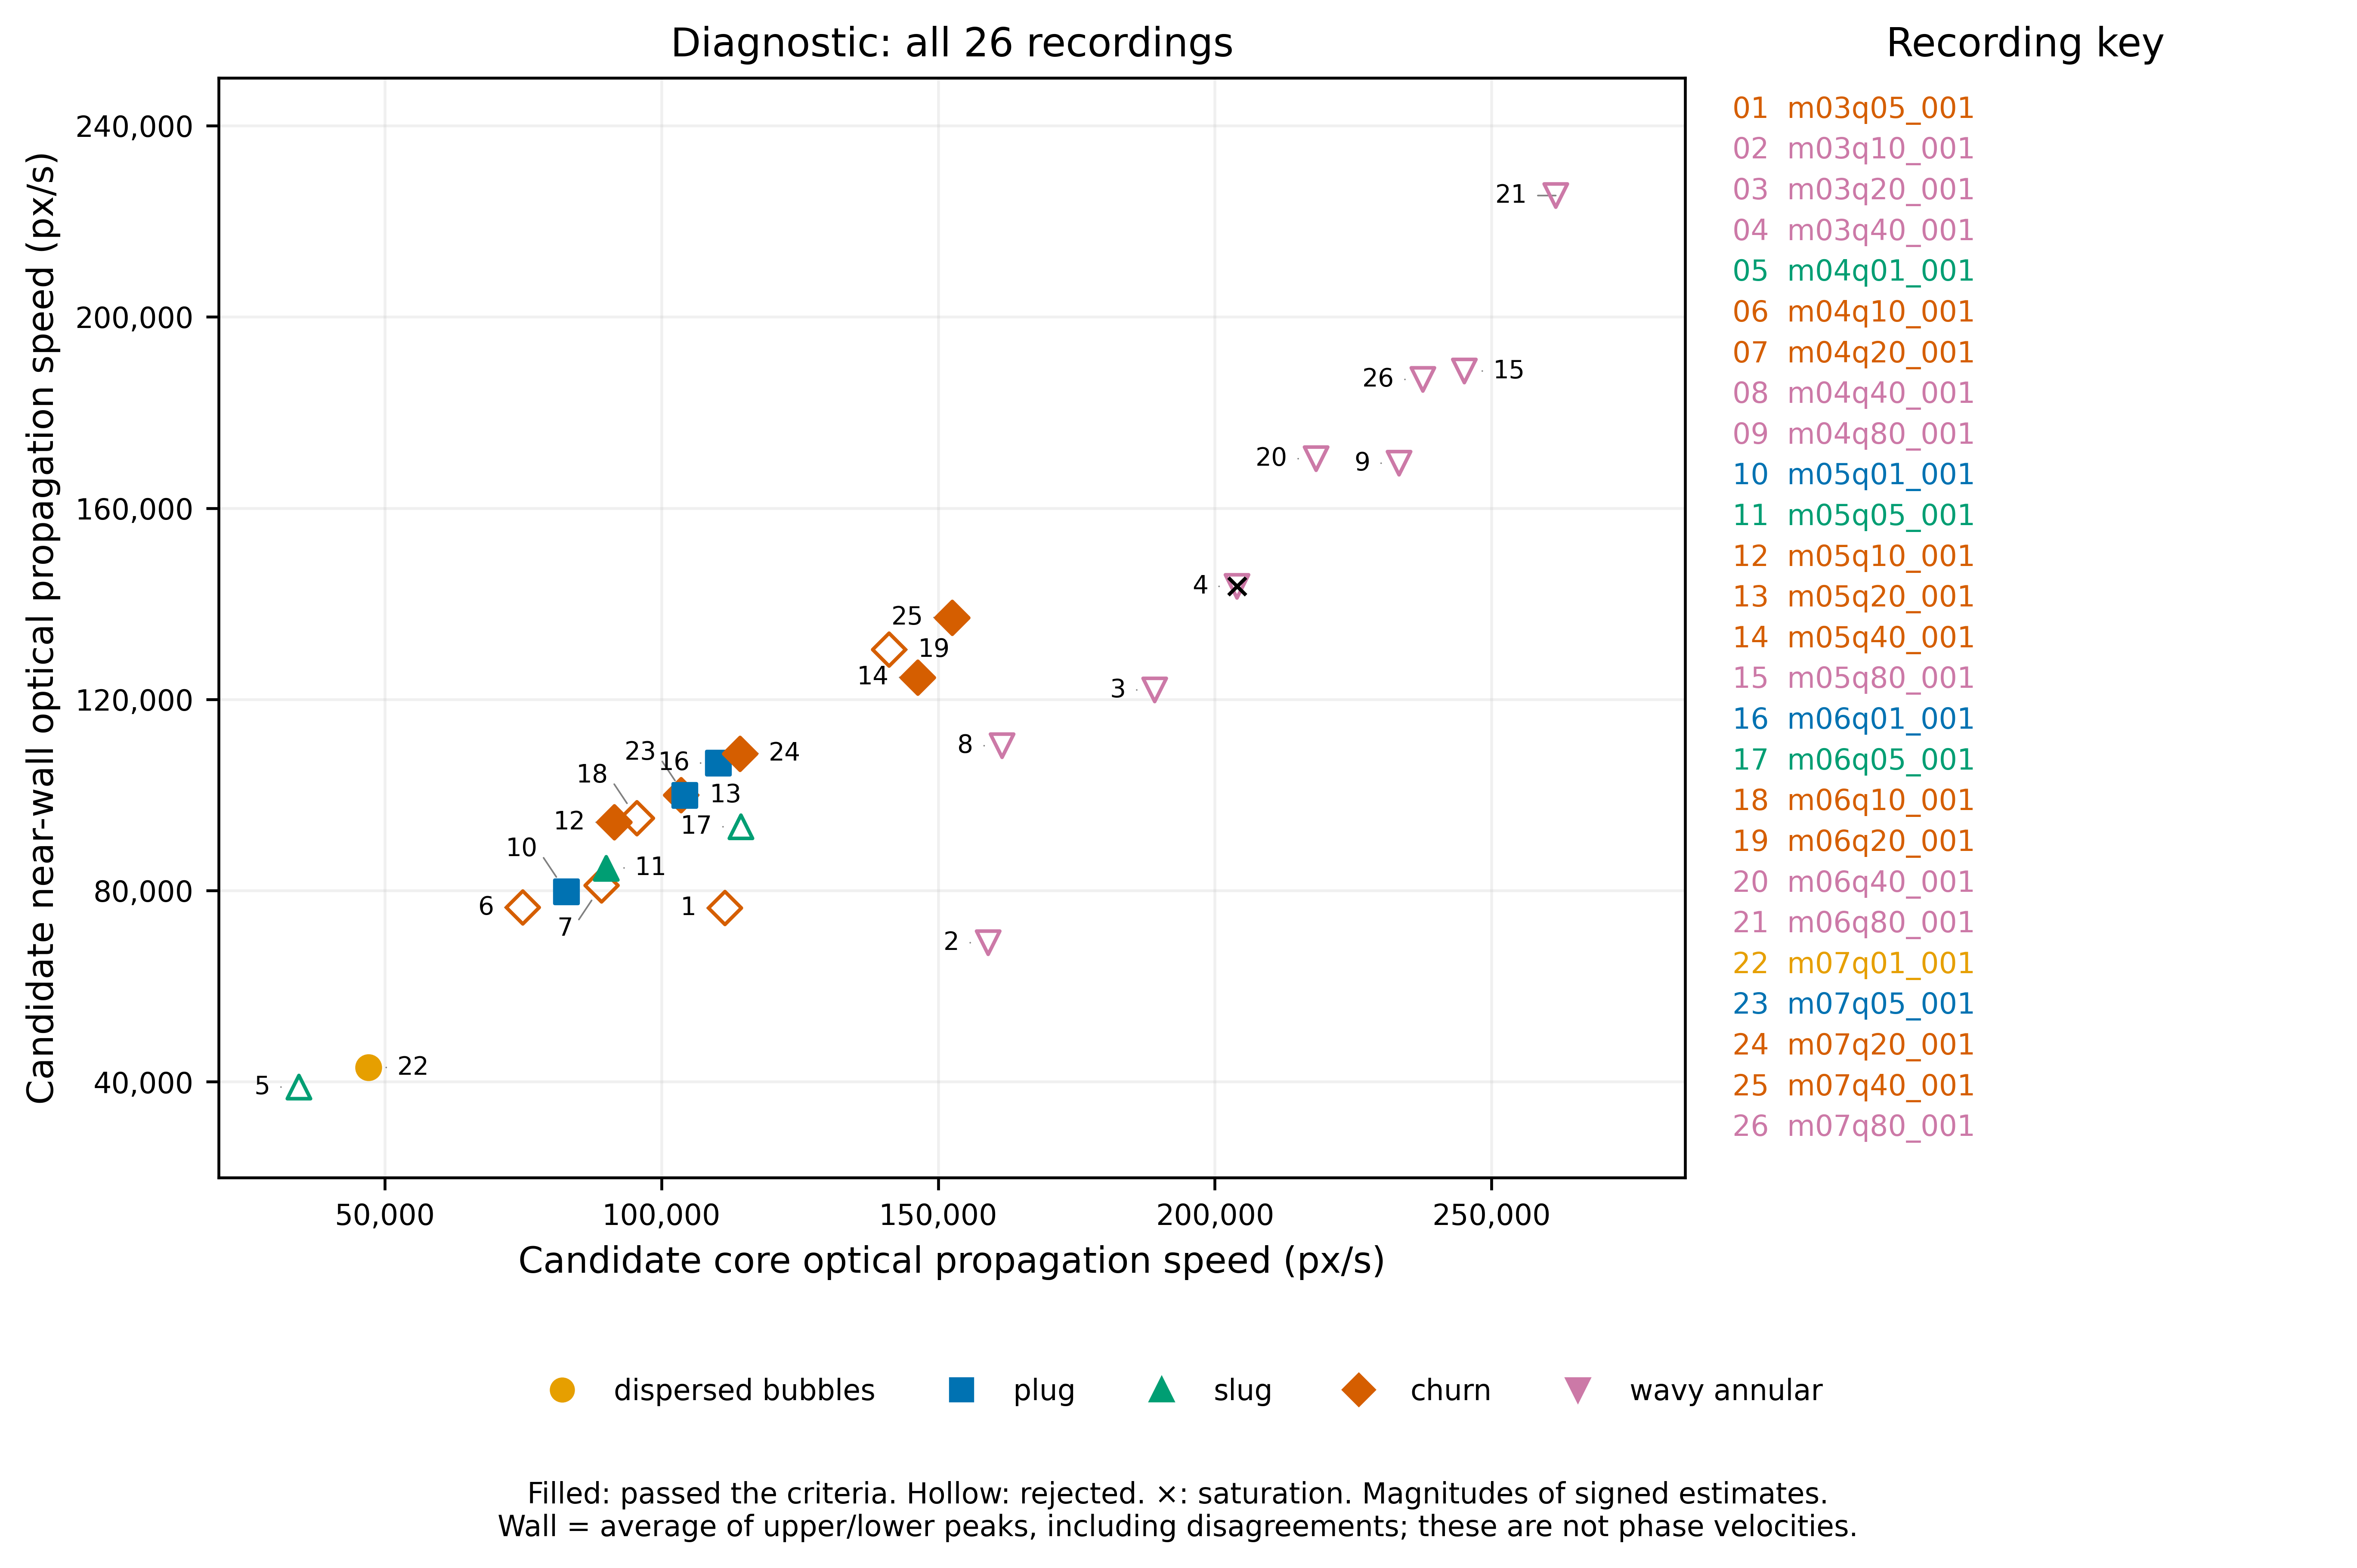 Diagnostic: all 26 recordings
Recording key
Candidate near-wall optical propagation speed (px/s)
240,000
200,000
160,000
120,000
80,000
40,000
21
26
15
20
9
4
25
19
14
3
8
23
16
24
18
13
12
17
10
11
6
7
1
2
22
5
50,000
100,000
150,000
200,000
250,000
Candidate core optical propagation speed (px/s)
01 m03q05_001
02 m03q10_001
03 m03q20_001
04 m03q40_001
05 m04q01_001
06 m04q10_001
07 m04q20_001
08 m04q40_001
09 m04q80_001
10 m05q01_001
11 m05q05_001
12 m05q10_001
13 m05q20_001
14 m05q40_001
15 m05q80_001
16 m06q01_001
17 m06q05_001
18 m06q10_001
19 m06q20_001
20 m06q40_001
21 m06q80_001
22 m07q01_001
23 m07q05_001
24 m07q20_001
25 m07q40_001
26 m07q80_001
dispersed bubbles
plug
slug
churn
wavy annular
Filled: passed the criteria. Hollow: rejected. ×: saturation. Magnitudes of signed estimates.
Wall = average of upper/lower peaks, including disagreements; these are not phase velocities.